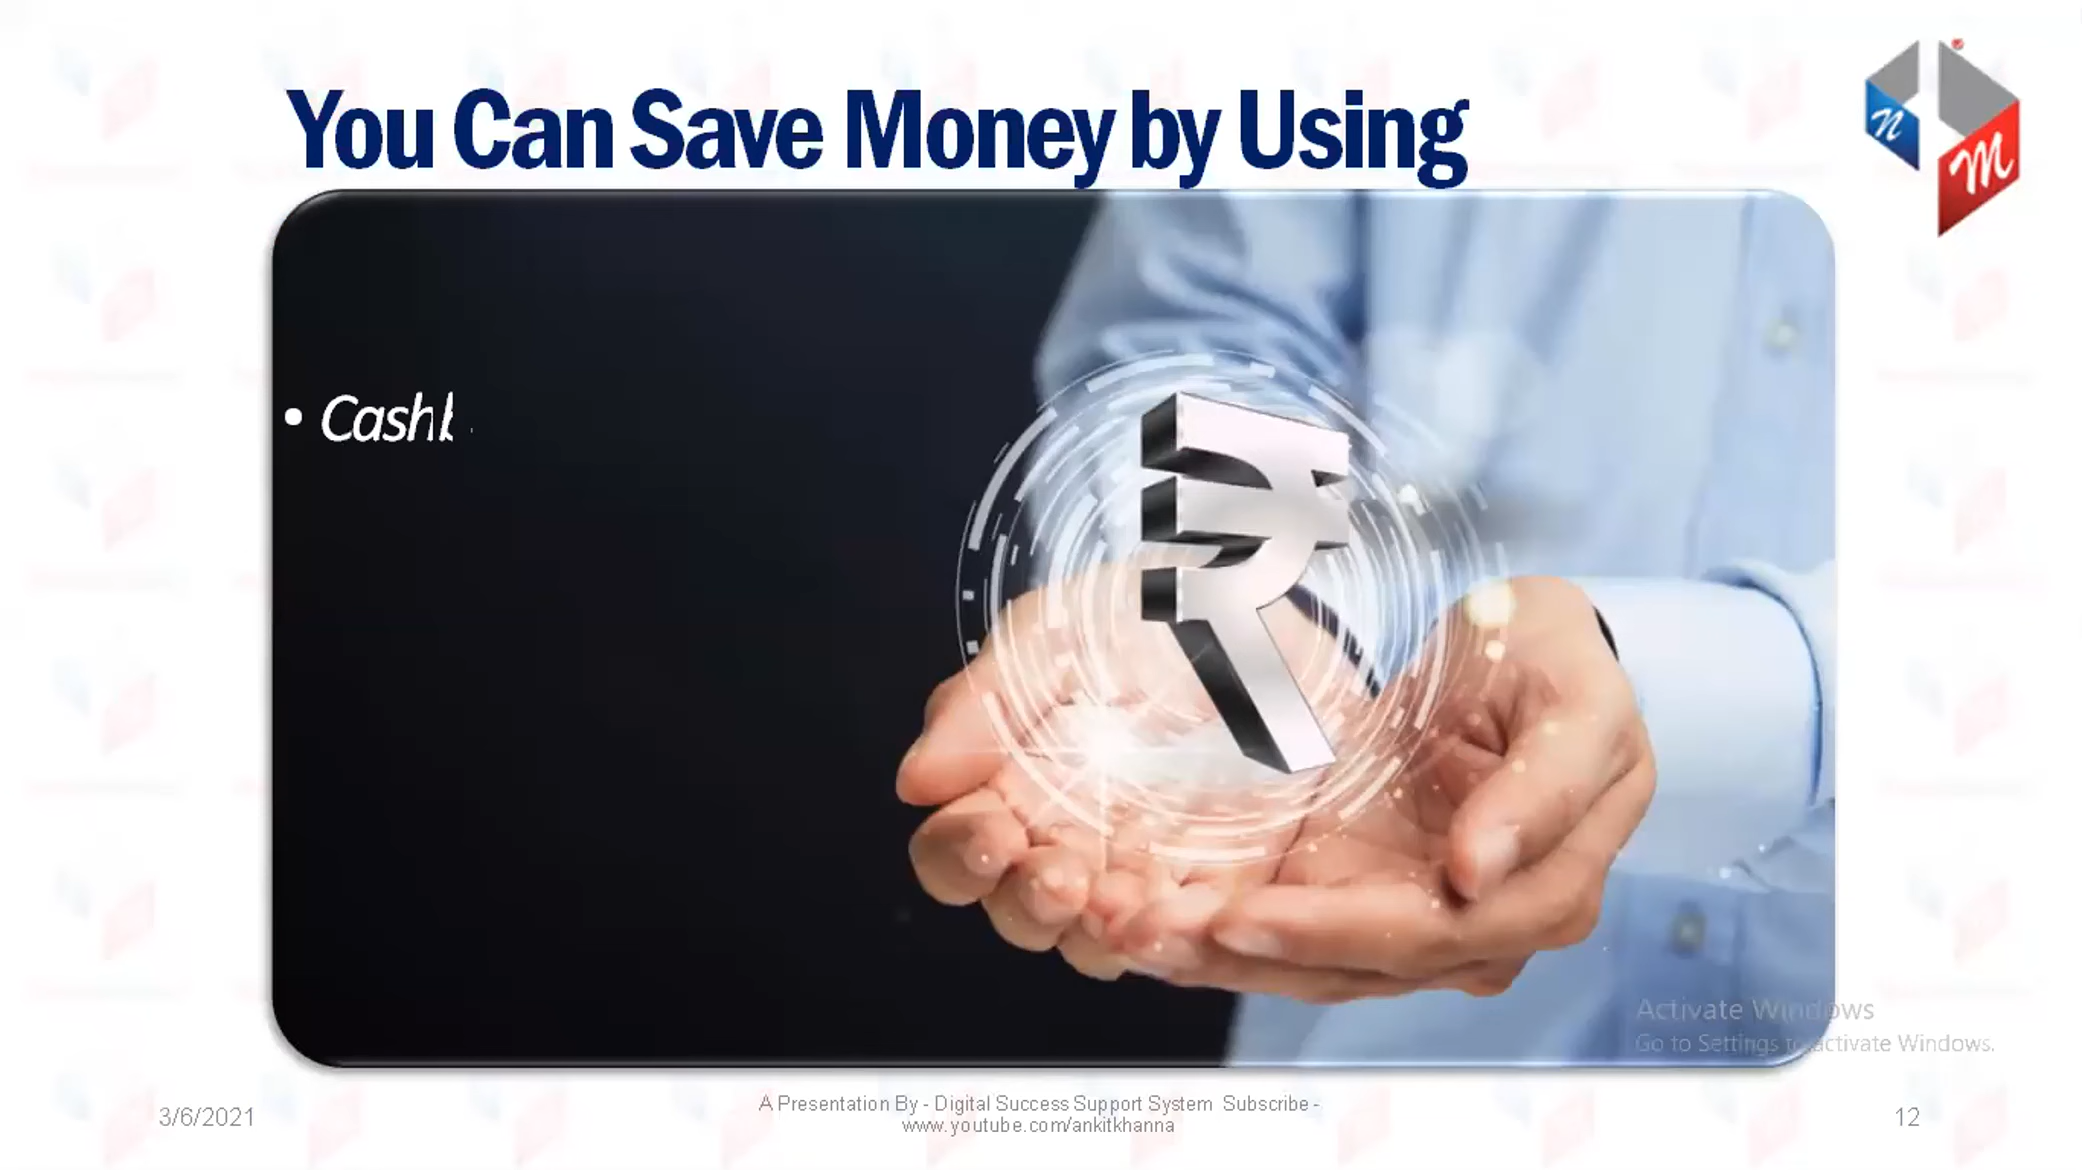 You Can Save Money by Using
n
m
• Cash
Activate Windows
Go to Settings to activate Windows.
3/6/2021
A Presentation By - Digital Success Support System Subscribe -
www.youtube.com/ankitkhanna
12